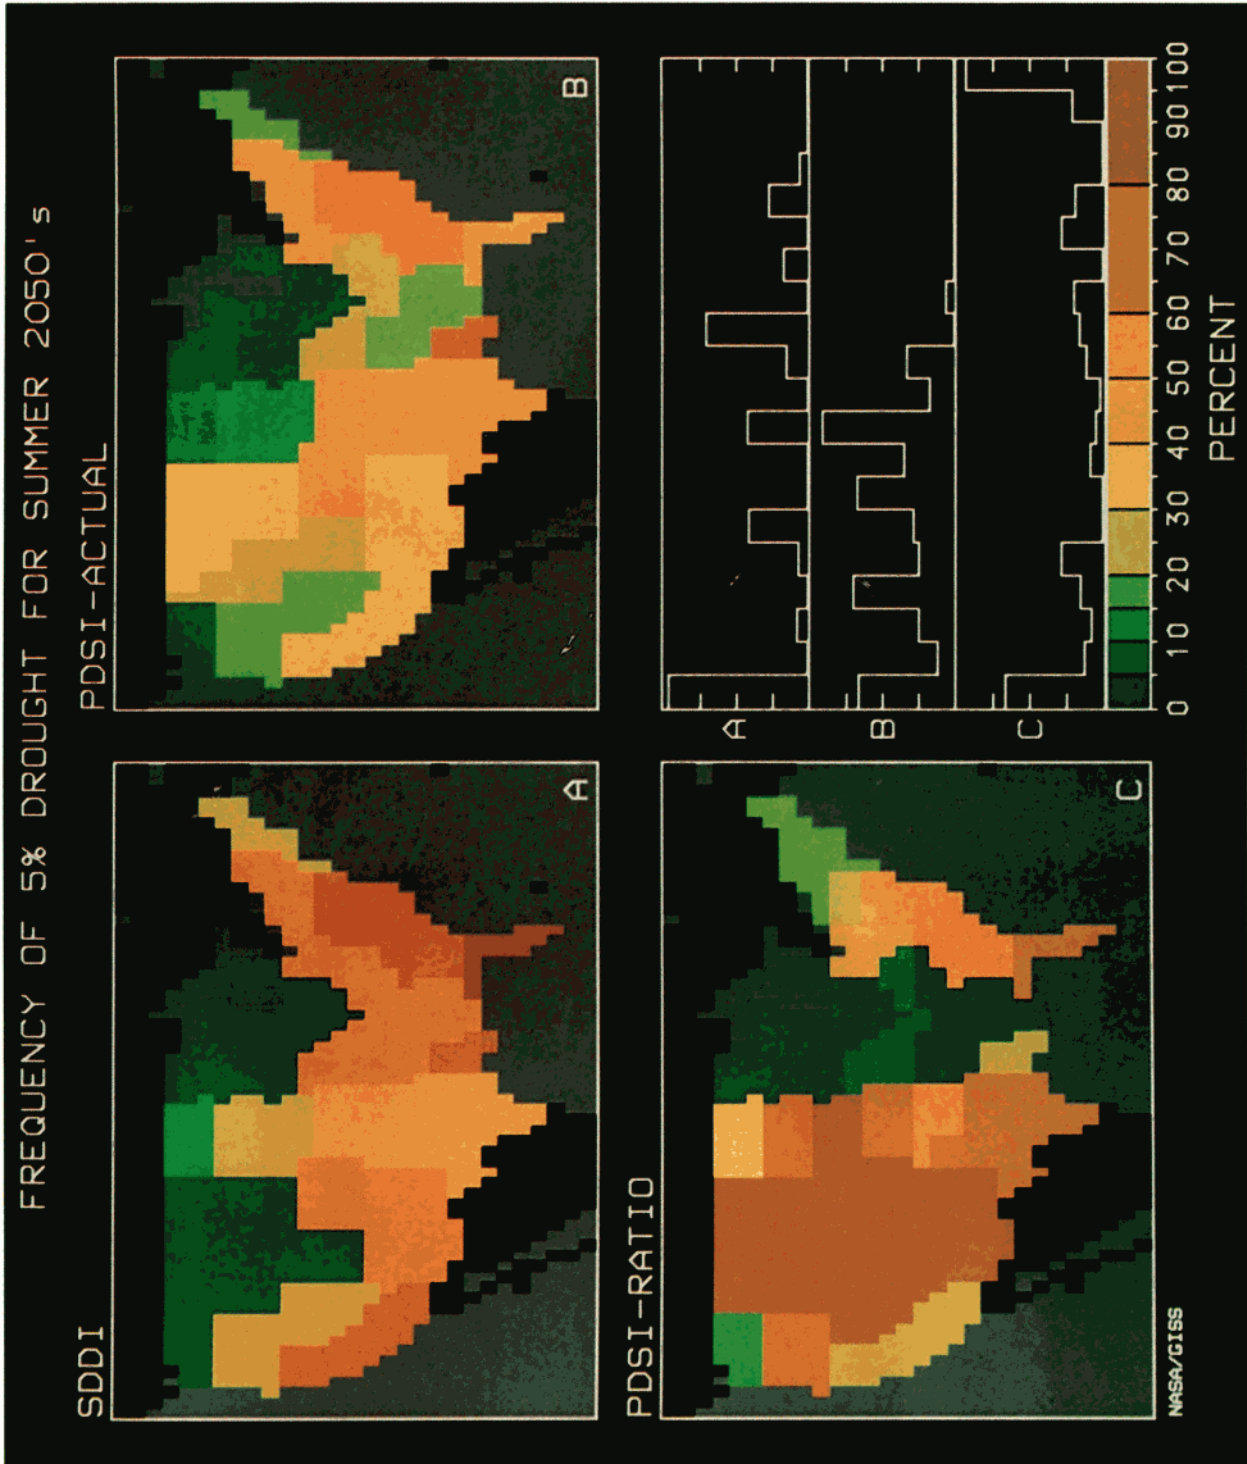 FREQUENCY OF 5% DROUGHT FOR SUMMER 2050's
SDDI
PDSI-ACTUAL
A
B
PDSI-RATIO
C
A
B
C
0 10 20 30 40 50 60 70 80 90 100
PERCENT
NASA/GISS